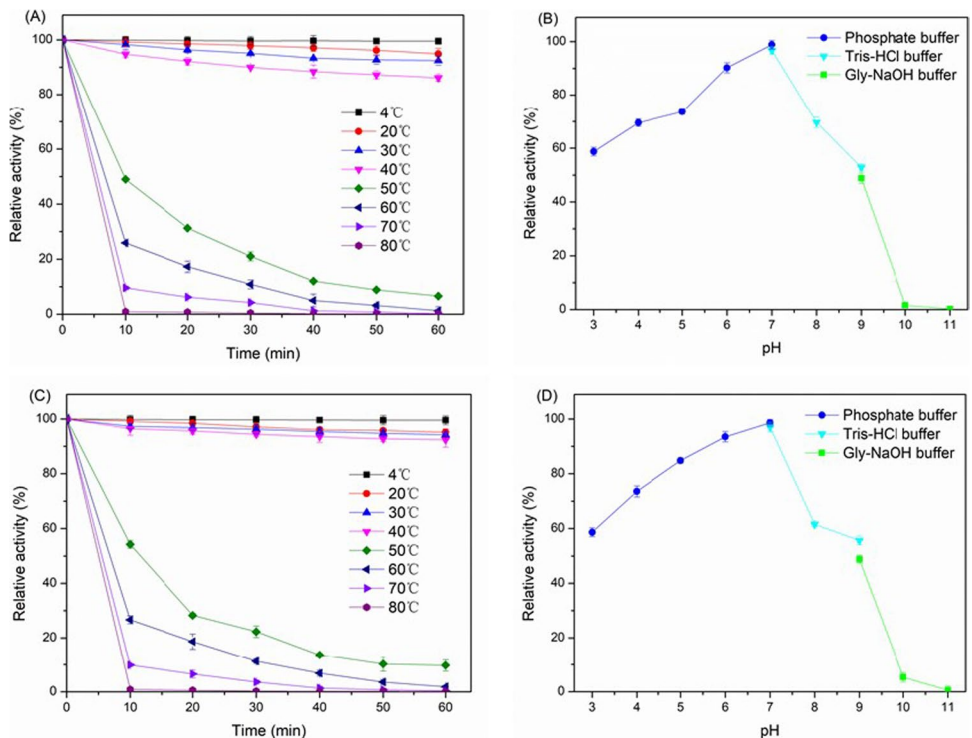 (A)
Relative activity (%)
100
80
60
40
20
0
4℃
20℃
30℃
40℃
50℃
60℃
70℃
80℃
0 10 20 30 40 50 60
Time (min)
(B)
Relative activity (%)
100
80
60
40
20
0
Phosphate buffer
Tris-HCl buffer
Gly-NaOH buffer
3 4 5 6 7 8 9 10 11
pH
(C)
Relative activity (%)
100
80
60
40
20
0
4℃
20℃
30℃
40℃
50℃
60℃
70℃
80℃
0 10 20 30 40 50 60
Time (min)
(D)
Relative activity (%)
100
80
60
40
20
0
Phosphate buffer
Tris-HCl buffer
Gly-NaOH buffer
3 4 5 6 7 8 9 10 11
pH